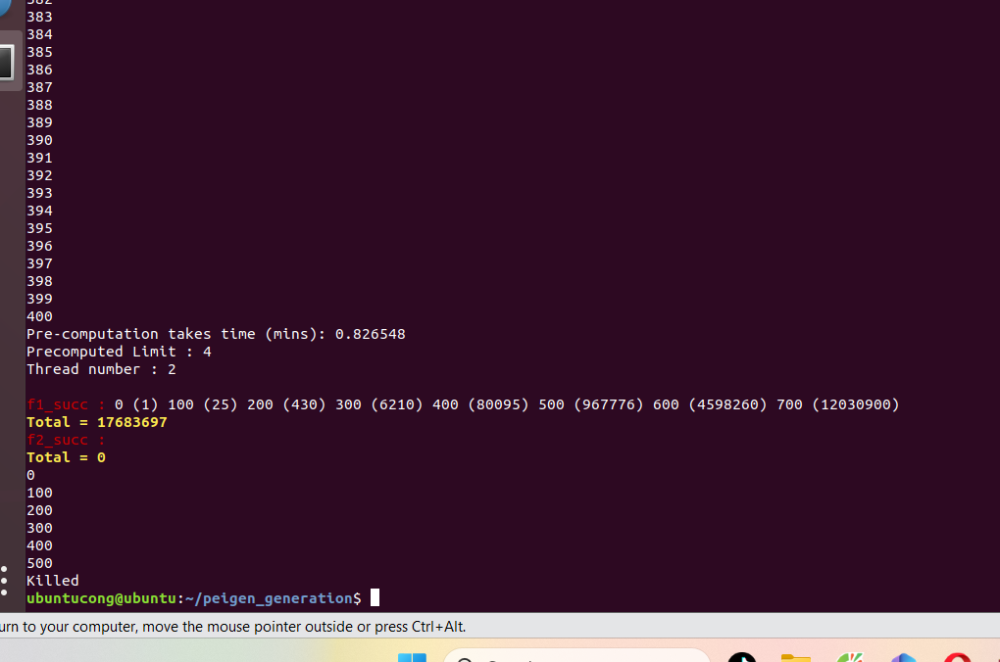 382
383
384
385
386
387
388
389
390
391
392
393
394
395
396
397
398
399
400
Pre-computation takes time (mins): 0.826548
Precomputed Limit : 4
Thread number : 2
f1_succ : 0 (1) 100 (25) 200 (430) 300 (6210) 400 (80095) 500 (967776) 600 (4598260) 700 (12030900)
Total = 17683697
f2_succ :
Total = 0
0
100
200
300
400
500
Killed
ubuntucong@ubuntu:~/peigen_generation$
urn to your computer, move the mouse pointer outside or press Ctrl+Alt.